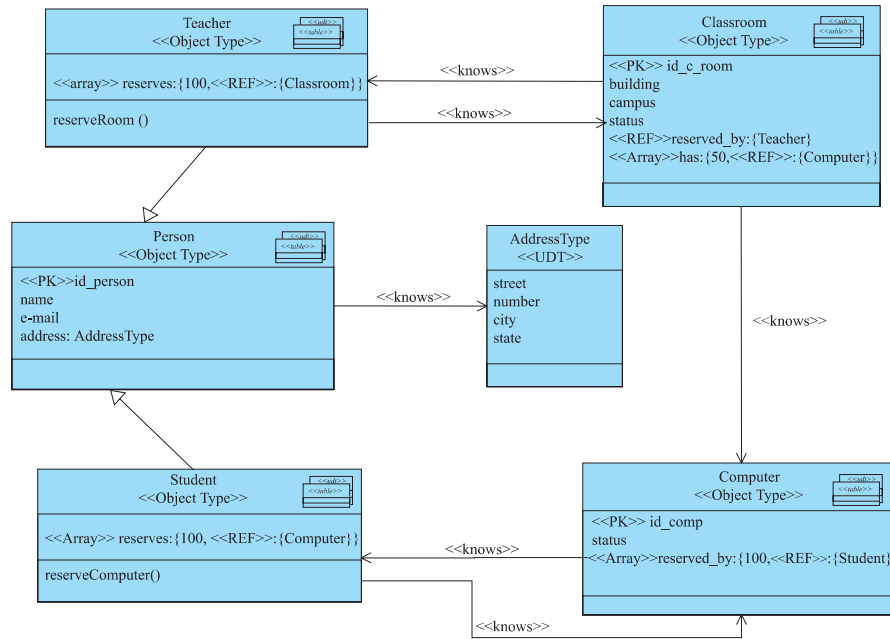 Teacher
<<Object Type>>
<<udt>>
<<table>>
<<array>> reserves:{100,<<REF>>:{Classroom}}
reserveRoom ()
<<knows>>
<<knows>>
Classroom
<<Object Type>>
<<udt>>
<<table>>
<<PK>> id_c_room
building
campus
status
<<REF>>reserved_by:{Teacher}
<<Array>>has:{50,<<REF>>:{Computer}}
Person
<<Object Type>>
<<udt>>
<<table>>
<<PK>>id_person
name
e-mail
address: AddressType
<<knows>>
AddressType
<<UDT>>
street
number
city
state
<<knows>>
Student
<<Object Type>>
<<udt>>
<<table>>
<<Array>> reserves:{100, <<REF>>:{Computer}}
reserveComputer()
<<knows>>
<<knows>>
Computer
<<Object Type>>
<<udt>>
<<table>>
<<PK>> id_comp
status
<<Array>>reserved_by:{100,<<REF>>:{Student}